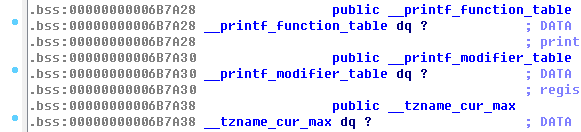 .bss:00000000006B7A28 public __printf_function_table
.bss:00000000006B7A28 __printf_function_table dq ? ; DATA
.bss:00000000006B7A28 ; print
.bss:00000000006B7A30 public __printf_modifier_table
.bss:00000000006B7A30 __printf_modifier_table dq ? ; DATA
.bss:00000000006B7A30 ; regis
.bss:00000000006B7A38 public __tzname_cur_max
.bss:00000000006B7A38 __tzname_cur_max dq ? ; DATA